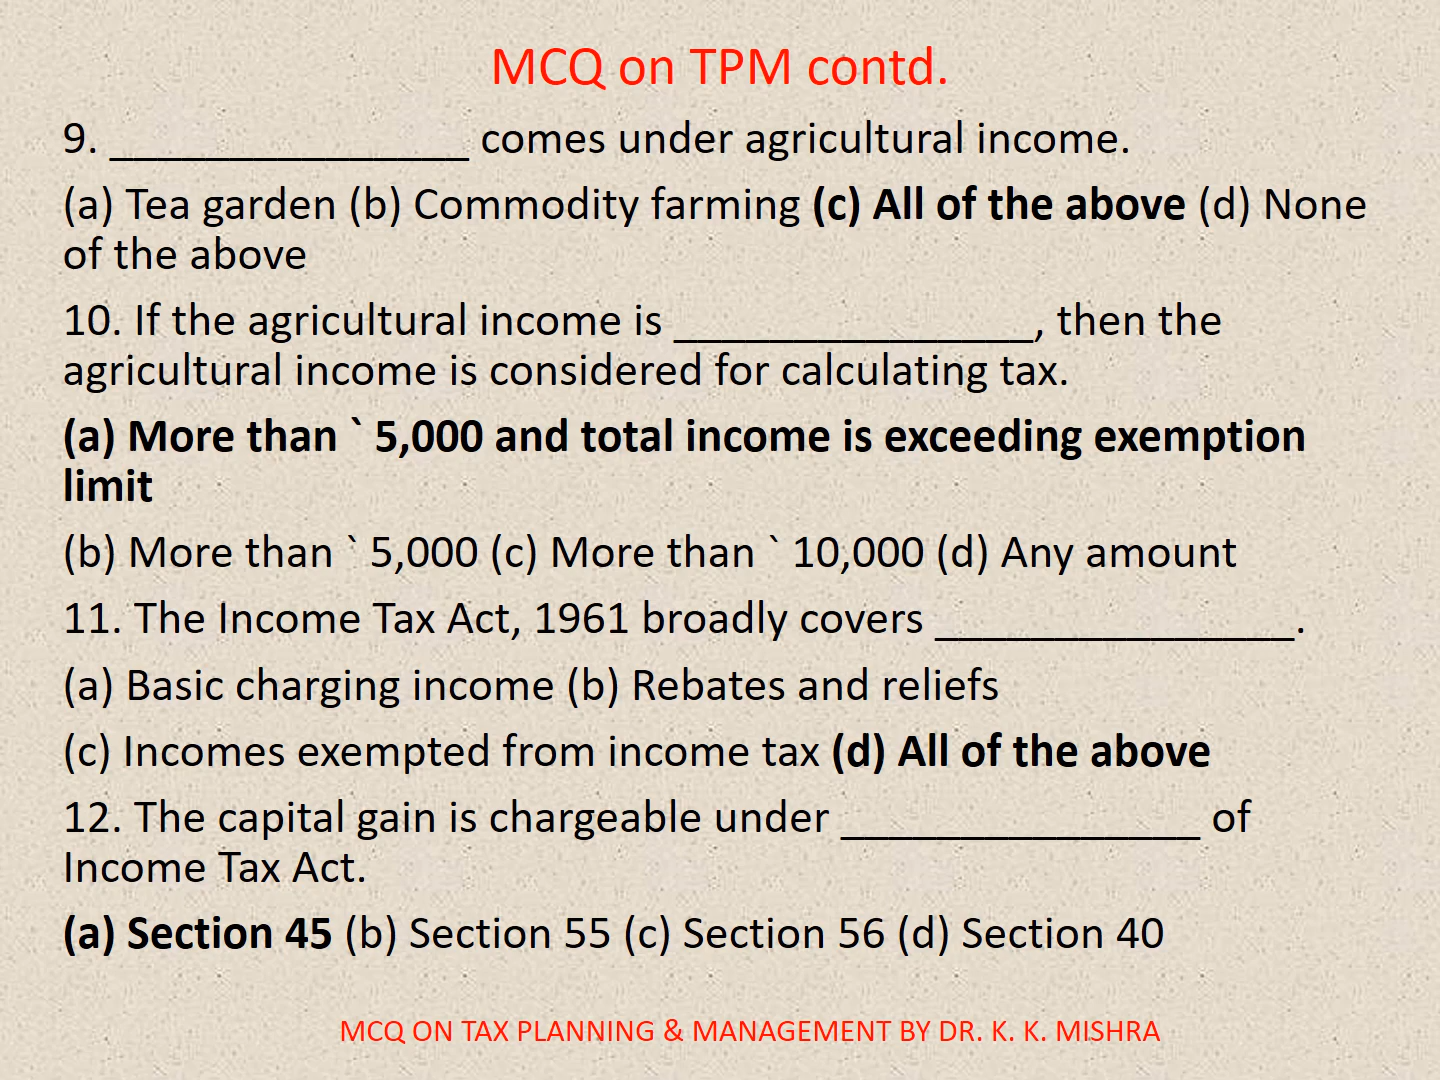 MCQ on TPM contd.
9. _______________ comes under agricultural income.
(a) Tea garden (b) Commodity farming (c) All of the above (d) None
of the above
10. If the agricultural income is _______________, then the
agricultural income is considered for calculating tax.
(a) More than ` 5,000 and total income is exceeding exemption
limit
(b) More than ` 5,000 (c) More than ` 10,000 (d) Any amount
11. The Income Tax Act, 1961 broadly covers _______________.
(a) Basic charging income (b) Rebates and reliefs
(c) Incomes exempted from income tax (d) All of the above
12. The capital gain is chargeable under _______________ of
Income Tax Act.
(a) Section 45 (b) Section 55 (c) Section 56 (d) Section 40
MCQ ON TAX PLANNING & MANAGEMENT BY DR. K. K. MISHRA